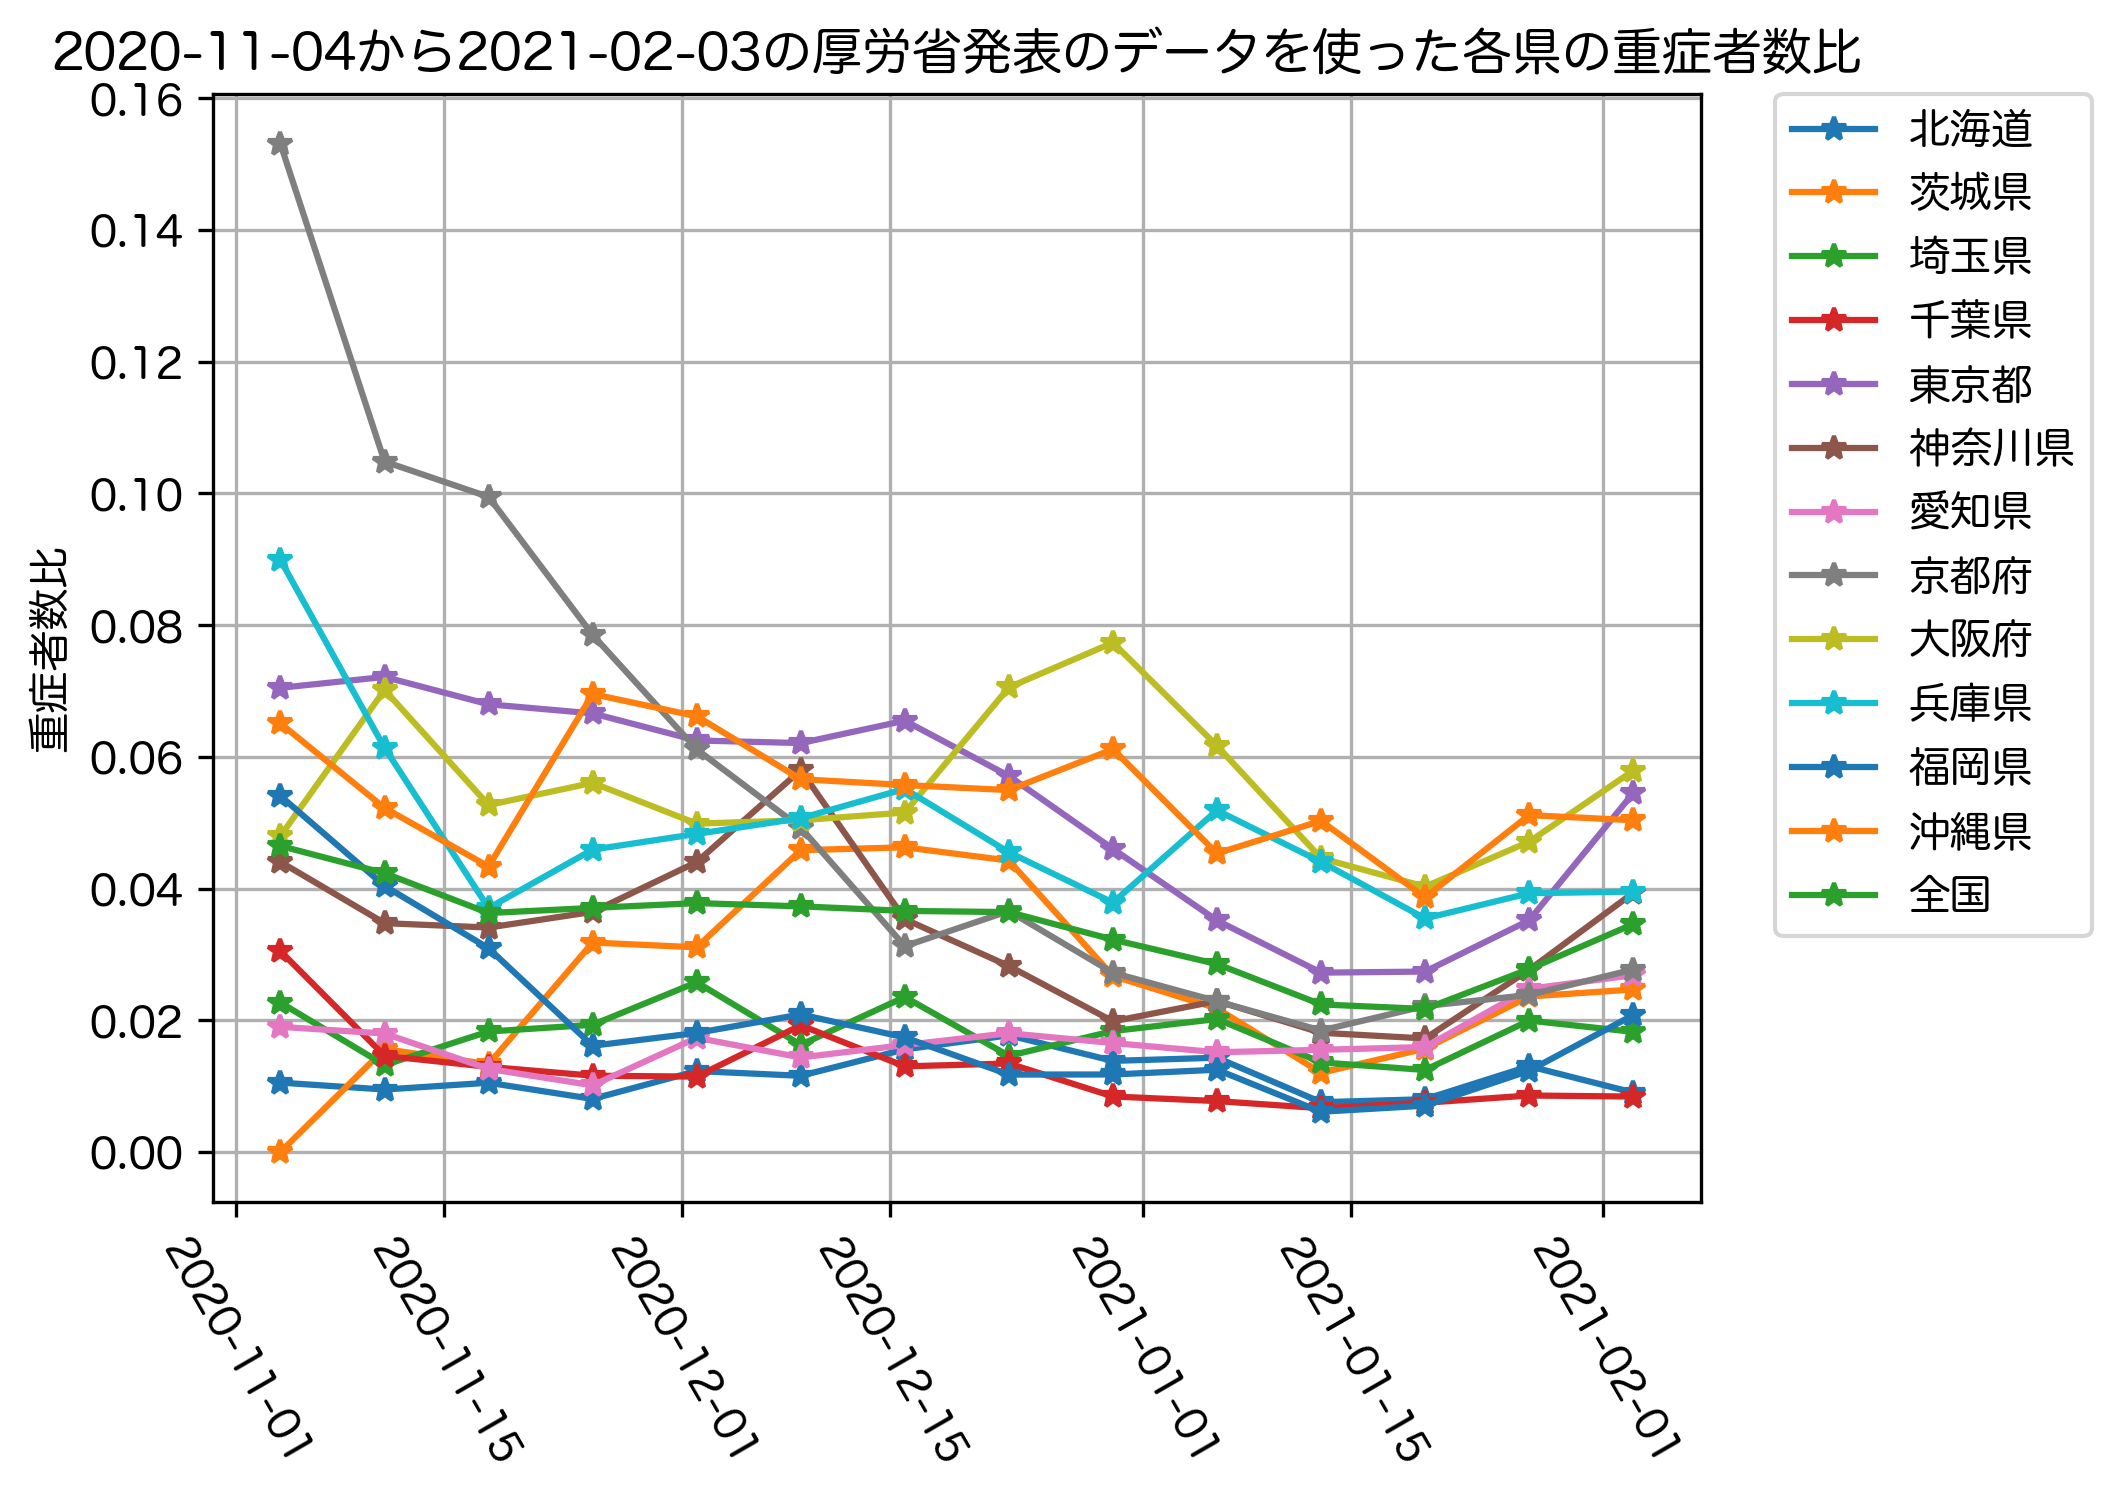 2020-11-04から2021-02-03の厚労省発表のデータを使った各県の重症者数比
重症者数比
0.16
0.14
0.12
0.10
0.08
0.06
0.04
0.02
0.00
2020-11-01
2020-11-15
2020-12-01
2020-12-15
2021-01-01
2021-01-15
2021-02-01
北海道
茨城県
埼玉県
千葉県
東京都
神奈川県
愛知県
京都府
大阪府
兵庫県
福岡県
沖縄県
全国